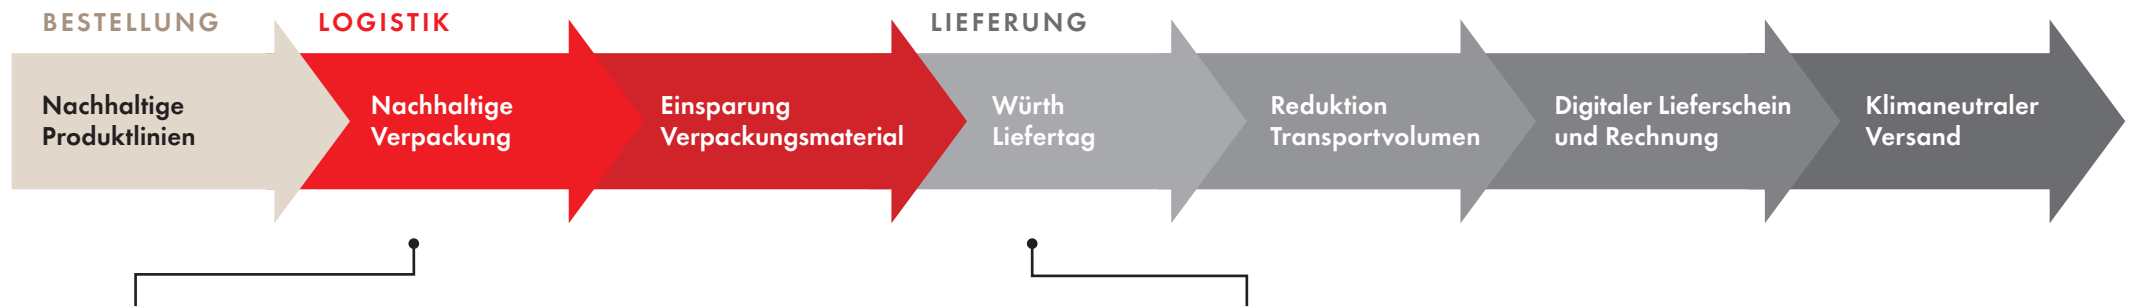 BESTELLUNG
LOGISTIK
LIEFERUNG
Nachhaltige
Produktlinien
Nachhaltige
Verpackung
Einsparung
Verpackungsmaterial
Würth
Liefertag
Reduktion
Transportvolumen
Digitaler Lieferschein
und Rechnung
Klimaneutraler
Versand